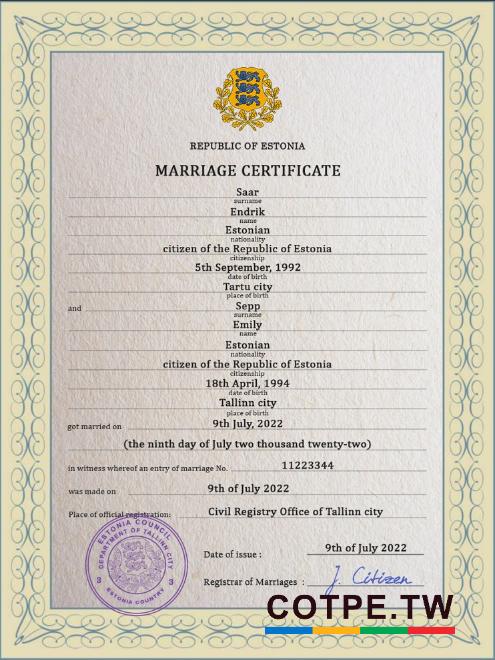 REPUBLIC OF ESTONIA
MARRIAGE CERTIFICATE
Saar
surname
Endrik
name
Estonian
nationality
citizen of the Republic of Estonia
citizenship
5th September, 1992
date of birth
Tartu city
place of birth
and Sepp
surname
Emily
name
Estonian
nationality
citizen of the Republic of Estonia
citizenship
18th April, 1994
date of birth
Tallinn city
place of birth
got married on 9th July, 2022
(the ninth day of July two thousand twenty-two)
in witness whereof an entry of marriage No. 11223344
was made on 9th of July 2022
Place of official registration: Civil Registry Office of Tallinn city
ESTONIA COUNCIL
DEPARTMENT OF TALLINN CITY
3 3
ESTONIA COUNTRY
Date of issue : 9th of July 2022
Registrar of Marriages : J. Citizen
COTPE.TW